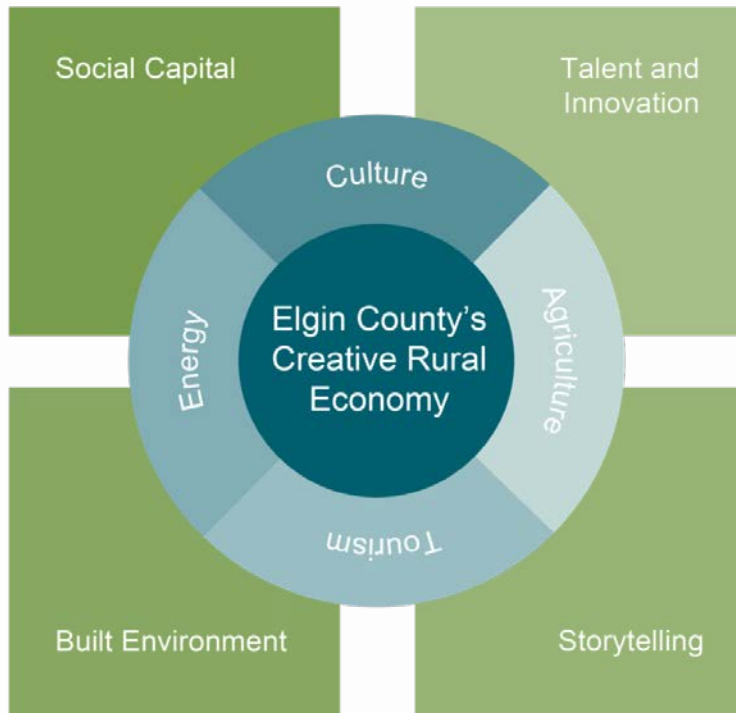 Social Capital
Talent and
Innovation
Culture
Energy
Elgin County's
Creative Rural
Economy
Agriculture
Tourism
Built Environment
Storytelling